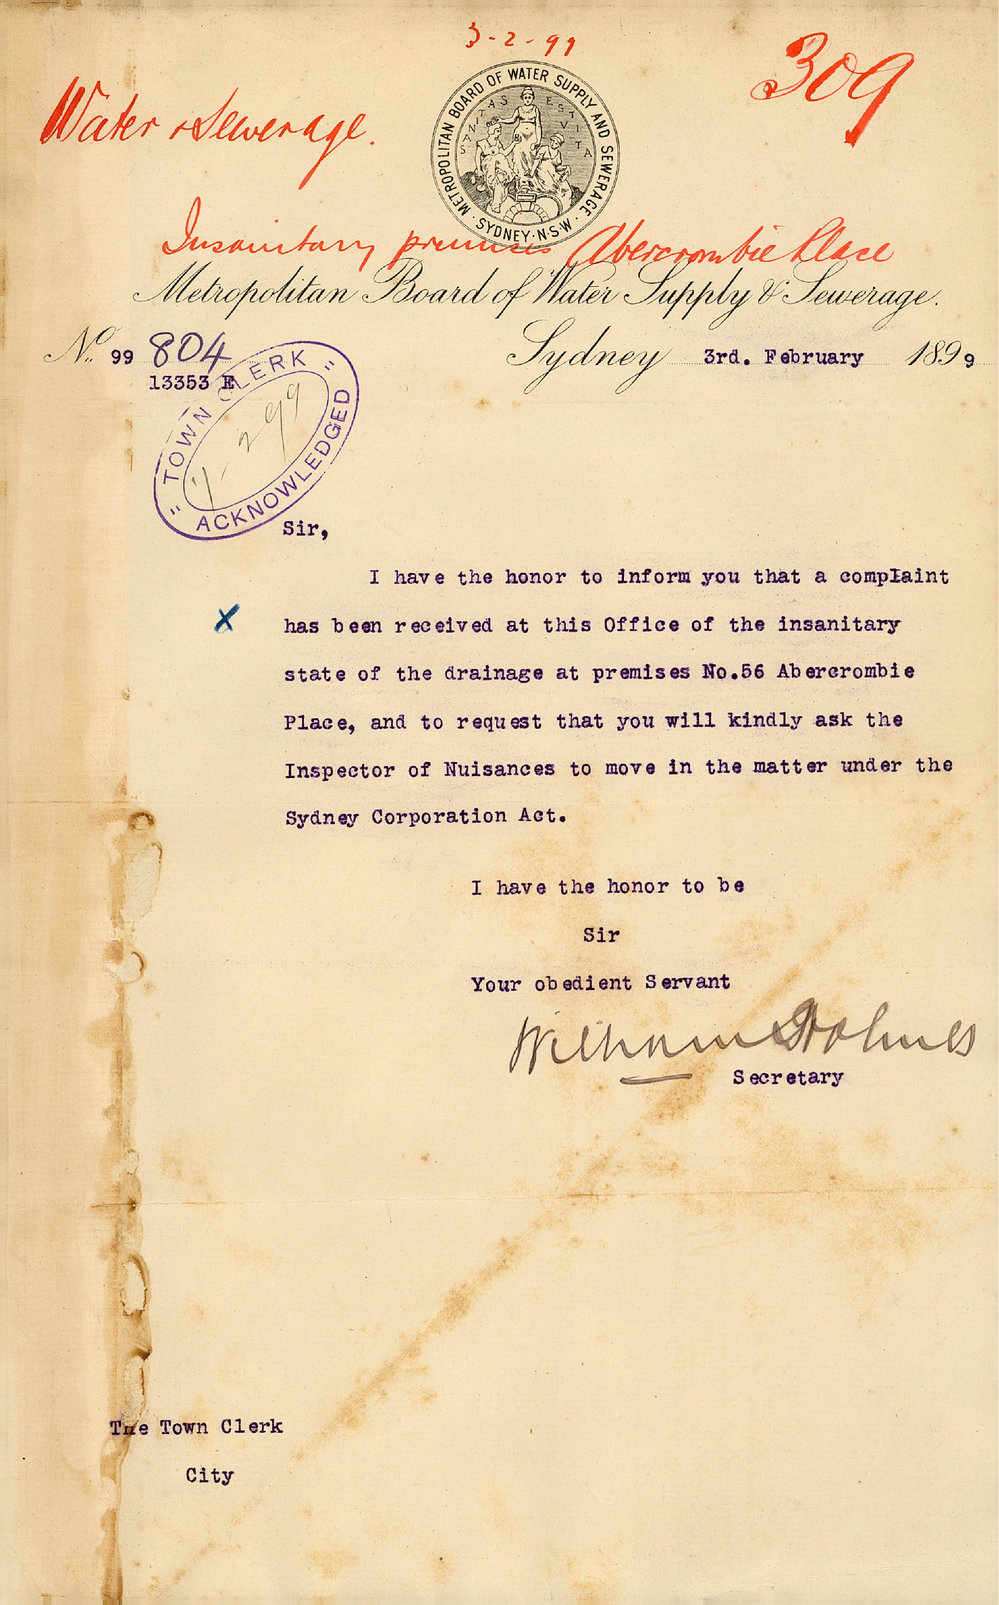 3-2-99
309
Water & Sewerage.
METROPOLITAN BOARD OF WATER SUPPLY AND SEWERAGE.
SYDNEY·N·S·W·
SANITAS E SANITA
Insanitary premises Abercrombie Place
Metropolitan Board of Water Supply & Sewerage.
No. 99 804
13353 E
Sydney 3rd. February 1899
"TOWN CLERK"
7-2 99
ACKNOWLEDGED
Sir,
I have the honor to inform you that a complaint
X has been received at this Office of the insanitary
state of the drainage at premises No.56 Abercrombie
Place, and to request that you will kindly ask the
Inspector of Nuisances to move in the matter under the
Sydney Corporation Act.
I have the honor to be
Sir
Your obedient Servant
William Holmes
Secretary
The Town Clerk
City